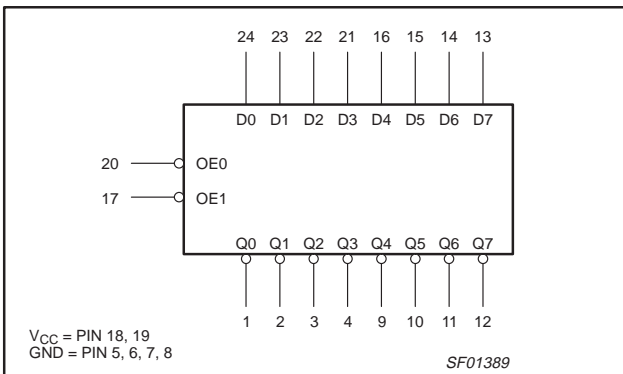 24 23 22 21 16 15 14 13
D0 D1 D2 D3 D4 D5 D6 D7
20 OE0
17 OE1
Q0 Q1 Q2 Q3 Q4 Q5 Q6 Q7
1 2 3 4 9 10 11 12
VCC = PIN 18, 19
GND = PIN 5, 6, 7, 8
SF01389